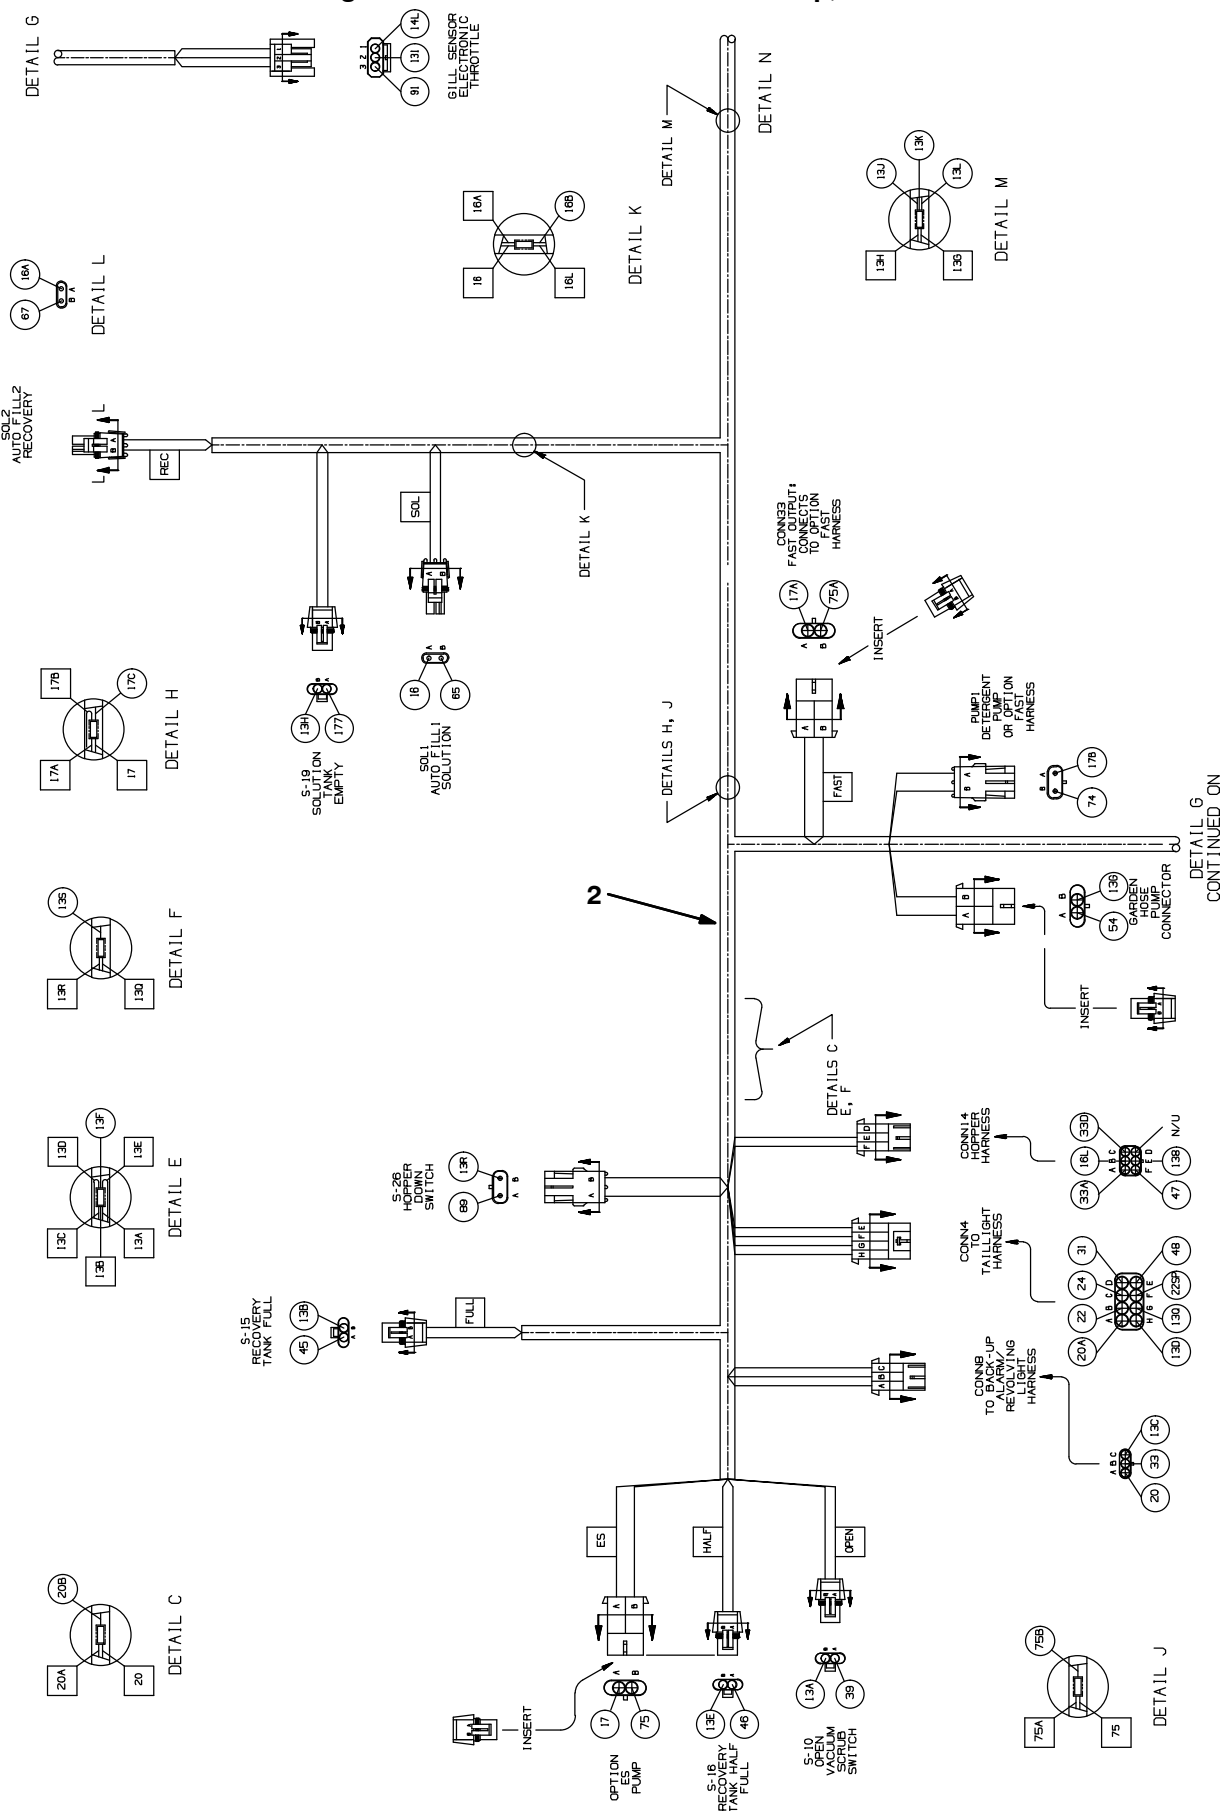 DETAIL G
3 2 1
14L
131
91
GILL SENSOR
ELECTRONIC
THROTTLE
DETAIL N
DETAIL M
13J
13K
13L
13H
13G
DETAIL M
16A
16B
16
16L
DETAIL K
16A
67
B A
DETAIL L
SOL2
AUTO FILL2
RECOVERY
L
L
B A
REC
SOL
A
B
DETAIL K
CONN33
FAST OUTPUT:
CONNECTS
TO OPTION
FAST
HARNESS
17A
75A
A
B
INSERT
17B
17C
17A
17
DETAIL H
B
A
13H
177
S-19
SOLUTION
TANK
EMPTY
A
B
16
65
SOL1
AUTO FILL1
SOLUTION
DETAILS H, J
A
B
FAST
PUMP1
DETERGENT
PUMP
OR OPTION
FAST
HARNESS
B A
B A
17B
74
DETAIL G
CONTINUED ON
2
A B
A B
13G
54
GARDEN
HOSE
PUMP
CONNECTOR
INSERT
13S
13R
13Q
DETAIL F
DETAILS C
E, F
13D
13F
13C
13E
13B
13A
DETAIL E
S-26
HOPPER
DOWN
SWITCH
13R
89
A B
B A
F E D
H G F E
CONN14
HOPPER
HARNESS
33D
16L
33A
A B C
F E D
N/U
138
47
CONN4
TO
TAILLIGHT
HARNESS
31
24
22
20A
A B C D
H G F E
48
22SP
13Q
13D
S-15
RECOVERY
TANK FULL
13B
45
A B
FULL
A B C
CONN8
TO BACK-UP
ALARM/
REVOLVING
LIGHT
HARNESS
A B C
13C
33
20
20B
20A
20
DETAIL C
ES
HALF
OPEN
A
B
INSERT
A
B
17
75
OPTION
ES
PUMP
B
A
13E
46
S-16
RECOVERY
TANK HALF
FULL
B
A
13A
39
S-10
OPEN
VACUUM
SCRUB
SWITCH
75B
75A
75
DETAIL J